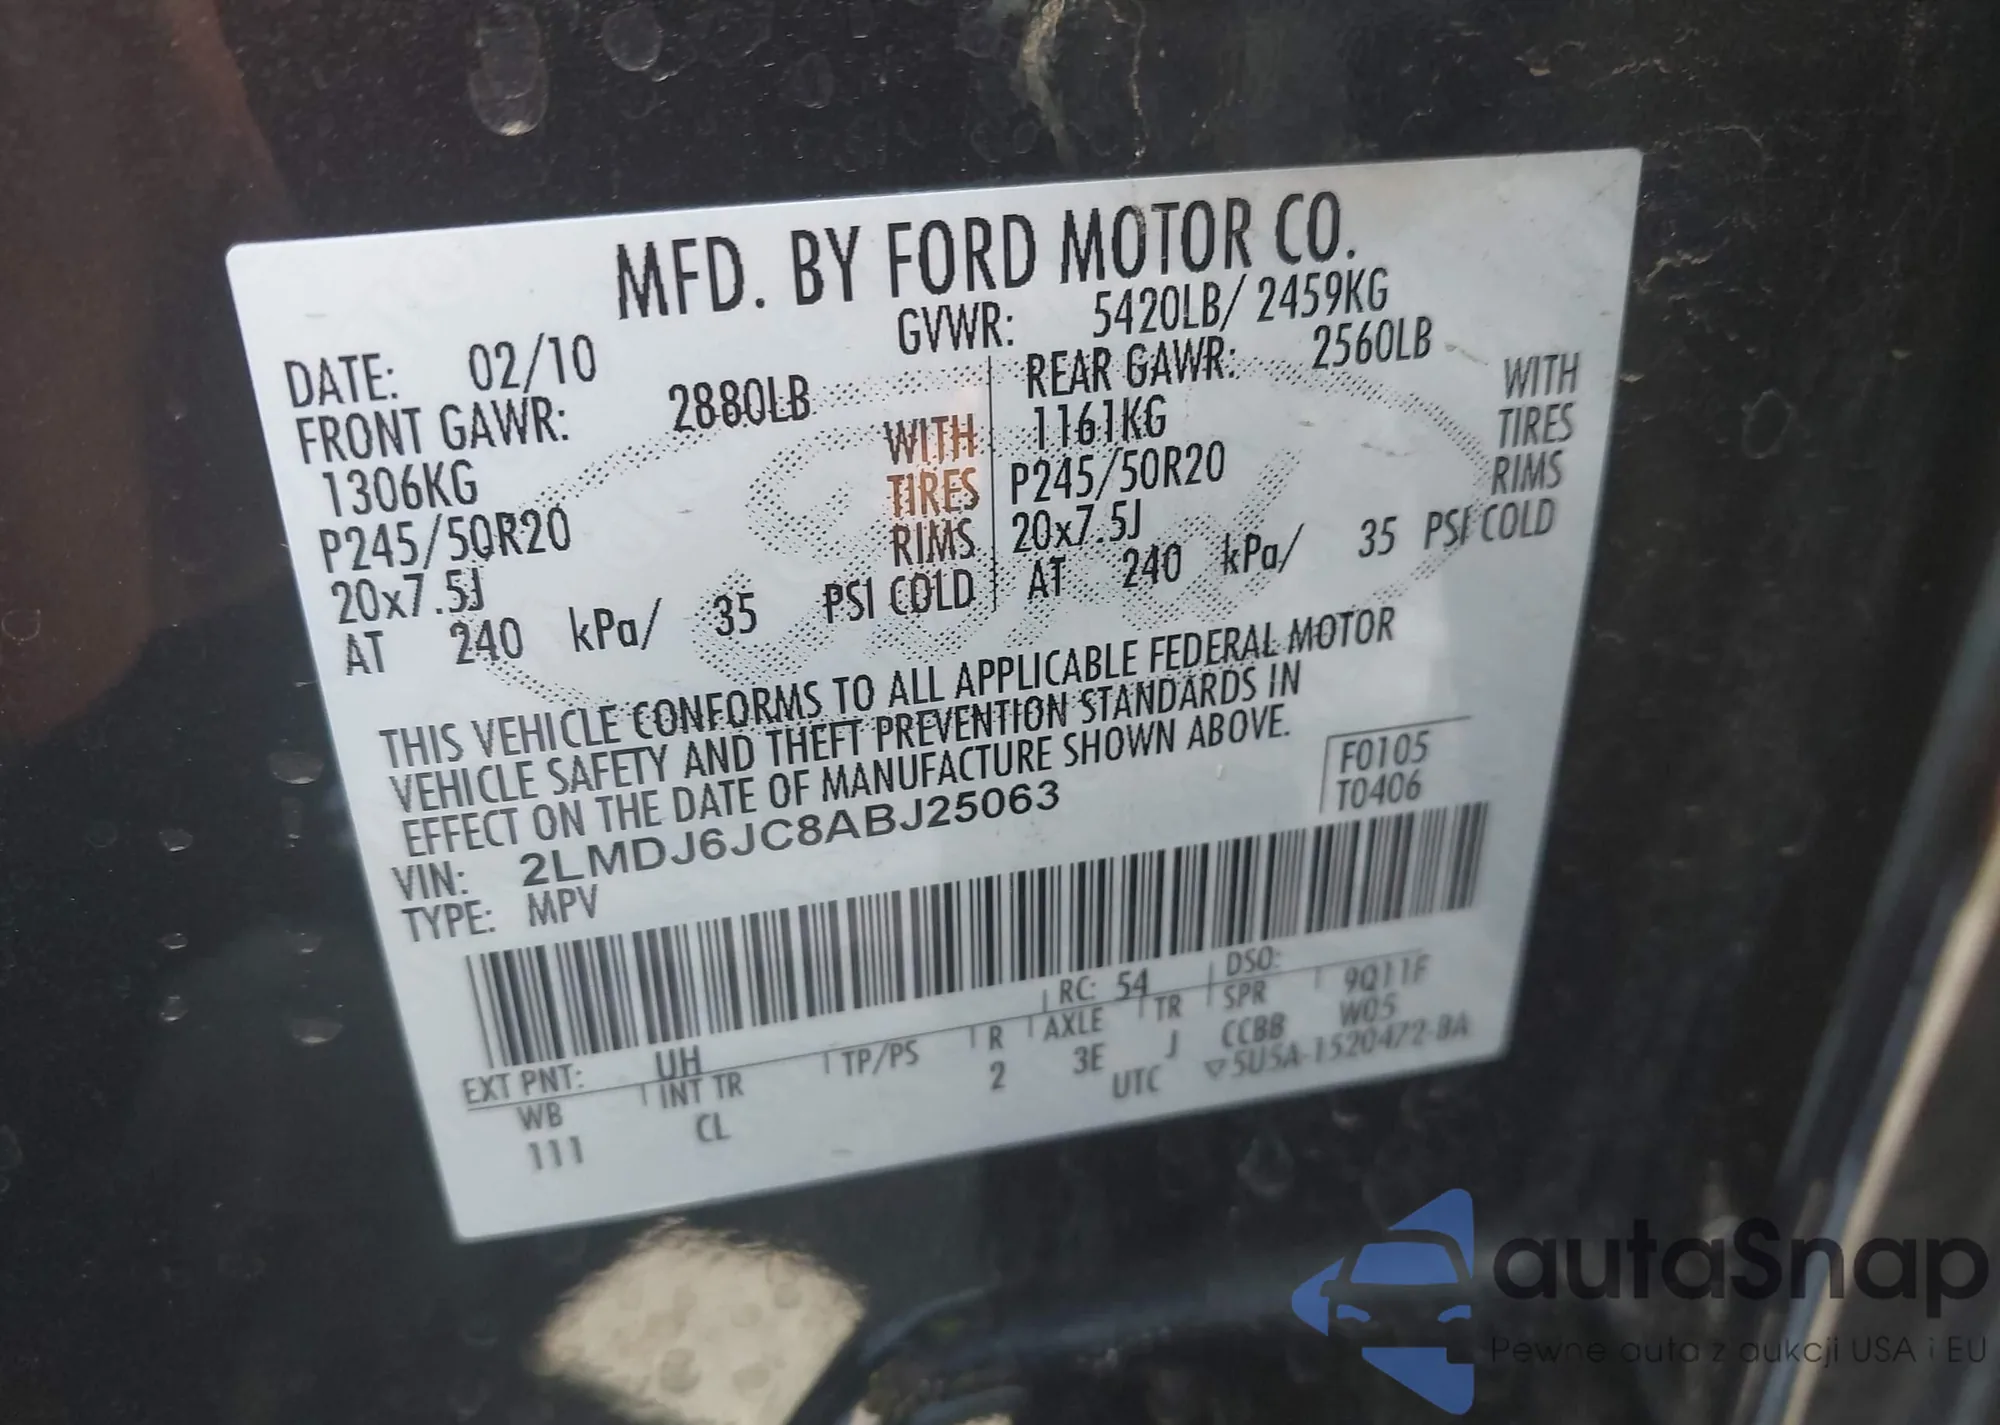 MFD. BY FORD MOTOR CO.
DATE: 02/10 GVWR: 5420LB/ 2459KG
FRONT GAWR: 2880LB REAR GAWR: 2560LB
1306KG WITH 1161KG WITH
P245/50R20 TIRES P245/50R20 TIRES
20x7.5J RIMS 20x7.5J RIMS
AT 240 kPa/ 35 PSI COLD AT 240 kPa/ 35 PSI COLD
THIS VEHICLE CONFORMS TO ALL APPLICABLE FEDERAL MOTOR
VEHICLE SAFETY AND THEFT PREVENTION STANDARDS IN
EFFECT ON THE DATE OF MANUFACTURE SHOWN ABOVE.
F0105
VIN: 2LMDJ6JC8ABJ25063 T0406
TYPE: MPV
EXT PNT: UH RC: 54 DSO:
WB INT TR TP/PS R AXLE TR SPR 9Q11F
111 CL 2 3E J CCBB W05
UTC ▽5U5A-1520472-BA
autaSnap
Pewne auta z aukcji USA i EU